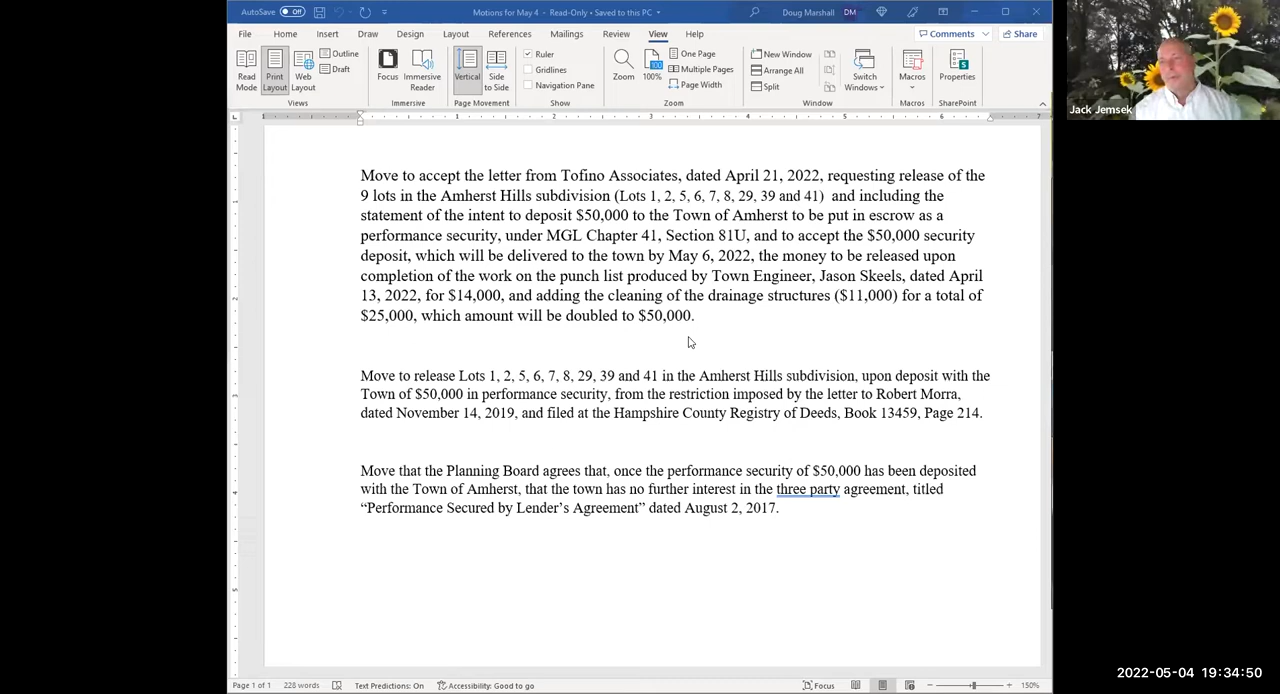 AutoSave Off Motions for May 4 - Read-Only • Saved to this PC Doug Marshall DM
File Home Insert Draw Design Layout References Mailings Review View Help Comments Share
Read Mode Print Layout Web Layout Outline Draft Focus Immersive Reader Vertical Side to Side Ruler Gridlines Navigation Pane Zoom 100% One Page Multiple Pages Page Width New Window Arrange All Split Switch Windows Macros Properties
Views Immersive Page Movement Show Zoom Window Macros SharePoint
Jack Jemsek
1 1 2 3 4 5 6 7
Move to accept the letter from Tofino Associates, dated April 21, 2022, requesting release of the
9 lots in the Amherst Hills subdivision (Lots 1, 2, 5, 6, 7, 8, 29, 39 and 41) and including the
statement of the intent to deposit $50,000 to the Town of Amherst to be put in escrow as a
performance security, under MGL Chapter 41, Section 81U, and to accept the $50,000 security
deposit, which will be delivered to the town by May 6, 2022, the money to be released upon
completion of the work on the punch list produced by Town Engineer, Jason Skeels, dated April
13, 2022, for $14,000, and adding the cleaning of the drainage structures ($11,000) for a total of
$25,000, which amount will be doubled to $50,000.
Move to release Lots 1, 2, 5, 6, 7, 8, 29, 39 and 41 in the Amherst Hills subdivision, upon deposit with the
Town of $50,000 in performance security, from the restriction imposed by the letter to Robert Morra,
dated November 14, 2019, and filed at the Hampshire County Registry of Deeds, Book 13459, Page 214.
Move that the Planning Board agrees that, once the performance security of $50,000 has been deposited
with the Town of Amherst, that the town has no further interest in the three party agreement, titled
“Performance Secured by Lender’s Agreement” dated August 2, 2017.
Page 1 of 1 228 words Text Predictions: On Accessibility: Good to go Focus 150%
2022-05-04 19:34:50